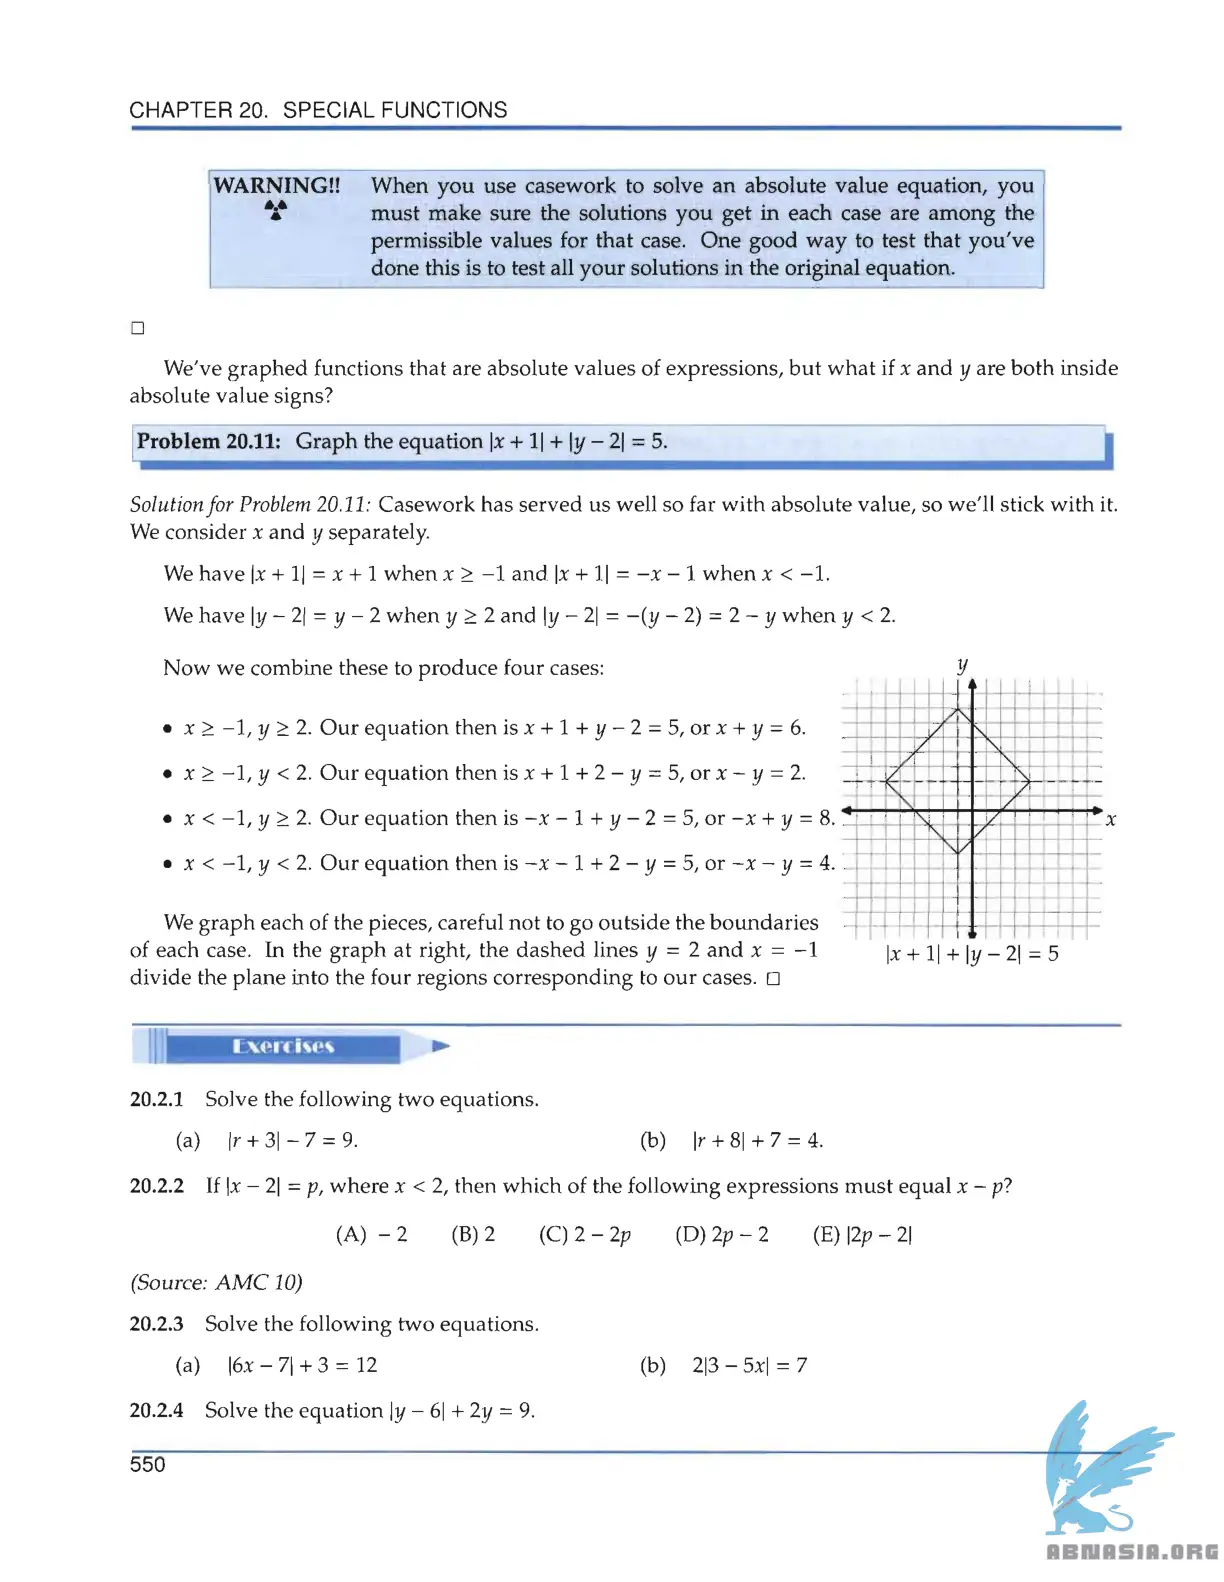 CHAPTER 20. SPECIAL FUNCTIONS
WARNING!! When you use casework to solve an absolute value equation, you
must make sure the solutions you get in each case are among the
permissible values for that case. One good way to test that you've
done this is to test all your solutions in the original equation.
□
We've graphed functions that are absolute values of expressions, but what if x and y are both inside
absolute value signs?
Problem 20.11: Graph the equation |x + 1| + |y − 2| = 5.
Solution for Problem 20.11: Casework has served us well so far with absolute value, so we'll stick with it.
We consider x and y separately.
We have |x + 1| = x + 1 when x ≥ −1 and |x + 1| = −x − 1 when x < −1.
We have |y − 2| = y − 2 when y ≥ 2 and |y − 2| = −(y − 2) = 2 − y when y < 2.
Now we combine these to produce four cases:
• x ≥ −1, y ≥ 2. Our equation then is x + 1 + y − 2 = 5, or x + y = 6.
• x ≥ −1, y < 2. Our equation then is x + 1 + 2 − y = 5, or x − y = 2.
• x < −1, y ≥ 2. Our equation then is −x − 1 + y − 2 = 5, or −x + y = 8.
• x < −1, y < 2. Our equation then is −x − 1 + 2 − y = 5, or −x − y = 4.
We graph each of the pieces, careful not to go outside the boundaries
of each case. In the graph at right, the dashed lines y = 2 and x = −1
divide the plane into the four regions corresponding to our cases. □
y
x
|x + 1| + |y − 2| = 5
Exercises
20.2.1 Solve the following two equations.
(a) |r + 3| − 7 = 9. (b) |r + 8| + 7 = 4.
20.2.2 If |x − 2| = p, where x < 2, then which of the following expressions must equal x − p?
(A) − 2 (B) 2 (C) 2 − 2p (D) 2p − 2 (E) |2p − 2|
(Source: AMC 10)
20.2.3 Solve the following two equations.
(a) |6x − 7| + 3 = 12 (b) 2|3 − 5x| = 7
20.2.4 Solve the equation |y − 6| + 2y = 9.
550
ABNASIA.ORG